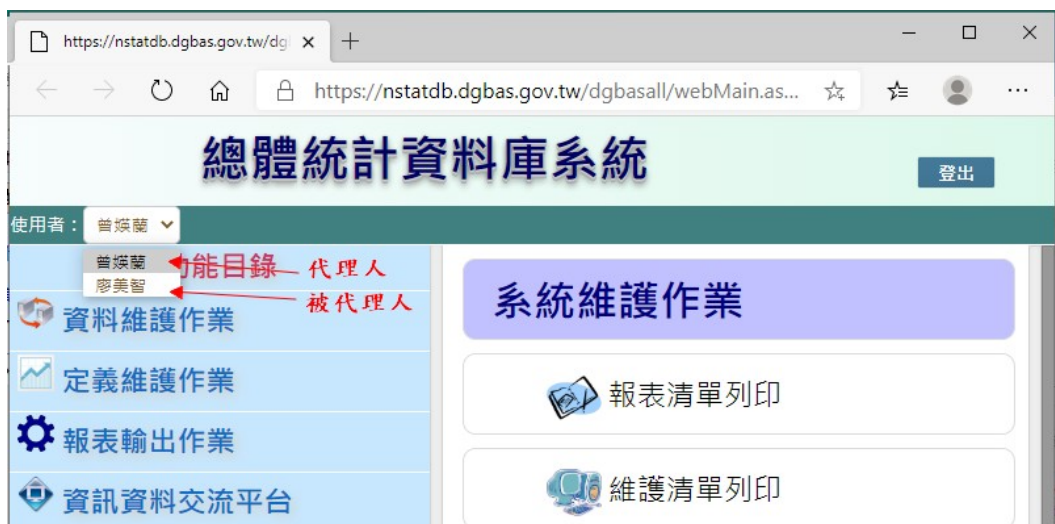 https://nstatdb.dgbas.gov.tw/dg
https://nstatdb.dgbas.gov.tw/dgbasall/webMain.as...
總體統計資料庫系統
登出
使用者：
曾媖蘭
曾媖蘭
廖美智
功能目錄
代理人
被代理人
資料維護作業
定義維護作業
報表輸出作業
資訊資料交流平台
系統維護作業
報表清單列印
維護清單列印